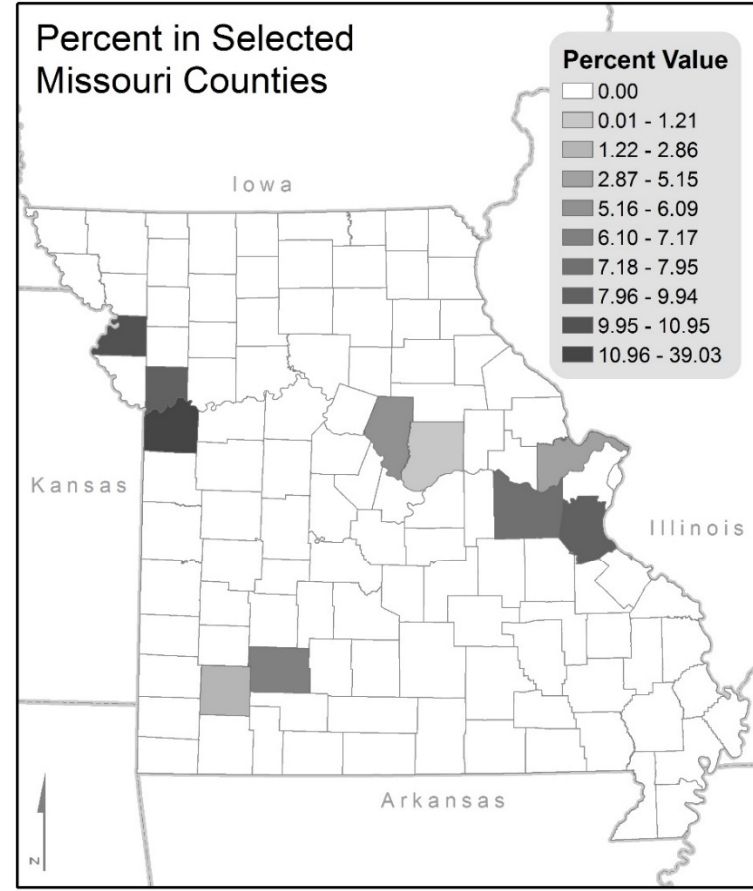 Percent in Selected
Missouri Counties
Percent Value
0.00
0.01 - 1.21
1.22 - 2.86
2.87 - 5.15
5.16 - 6.09
6.10 - 7.17
7.18 - 7.95
7.96 - 9.94
9.95 - 10.95
10.96 - 39.03
Iowa
Kansas
Illinois
Arkansas
N